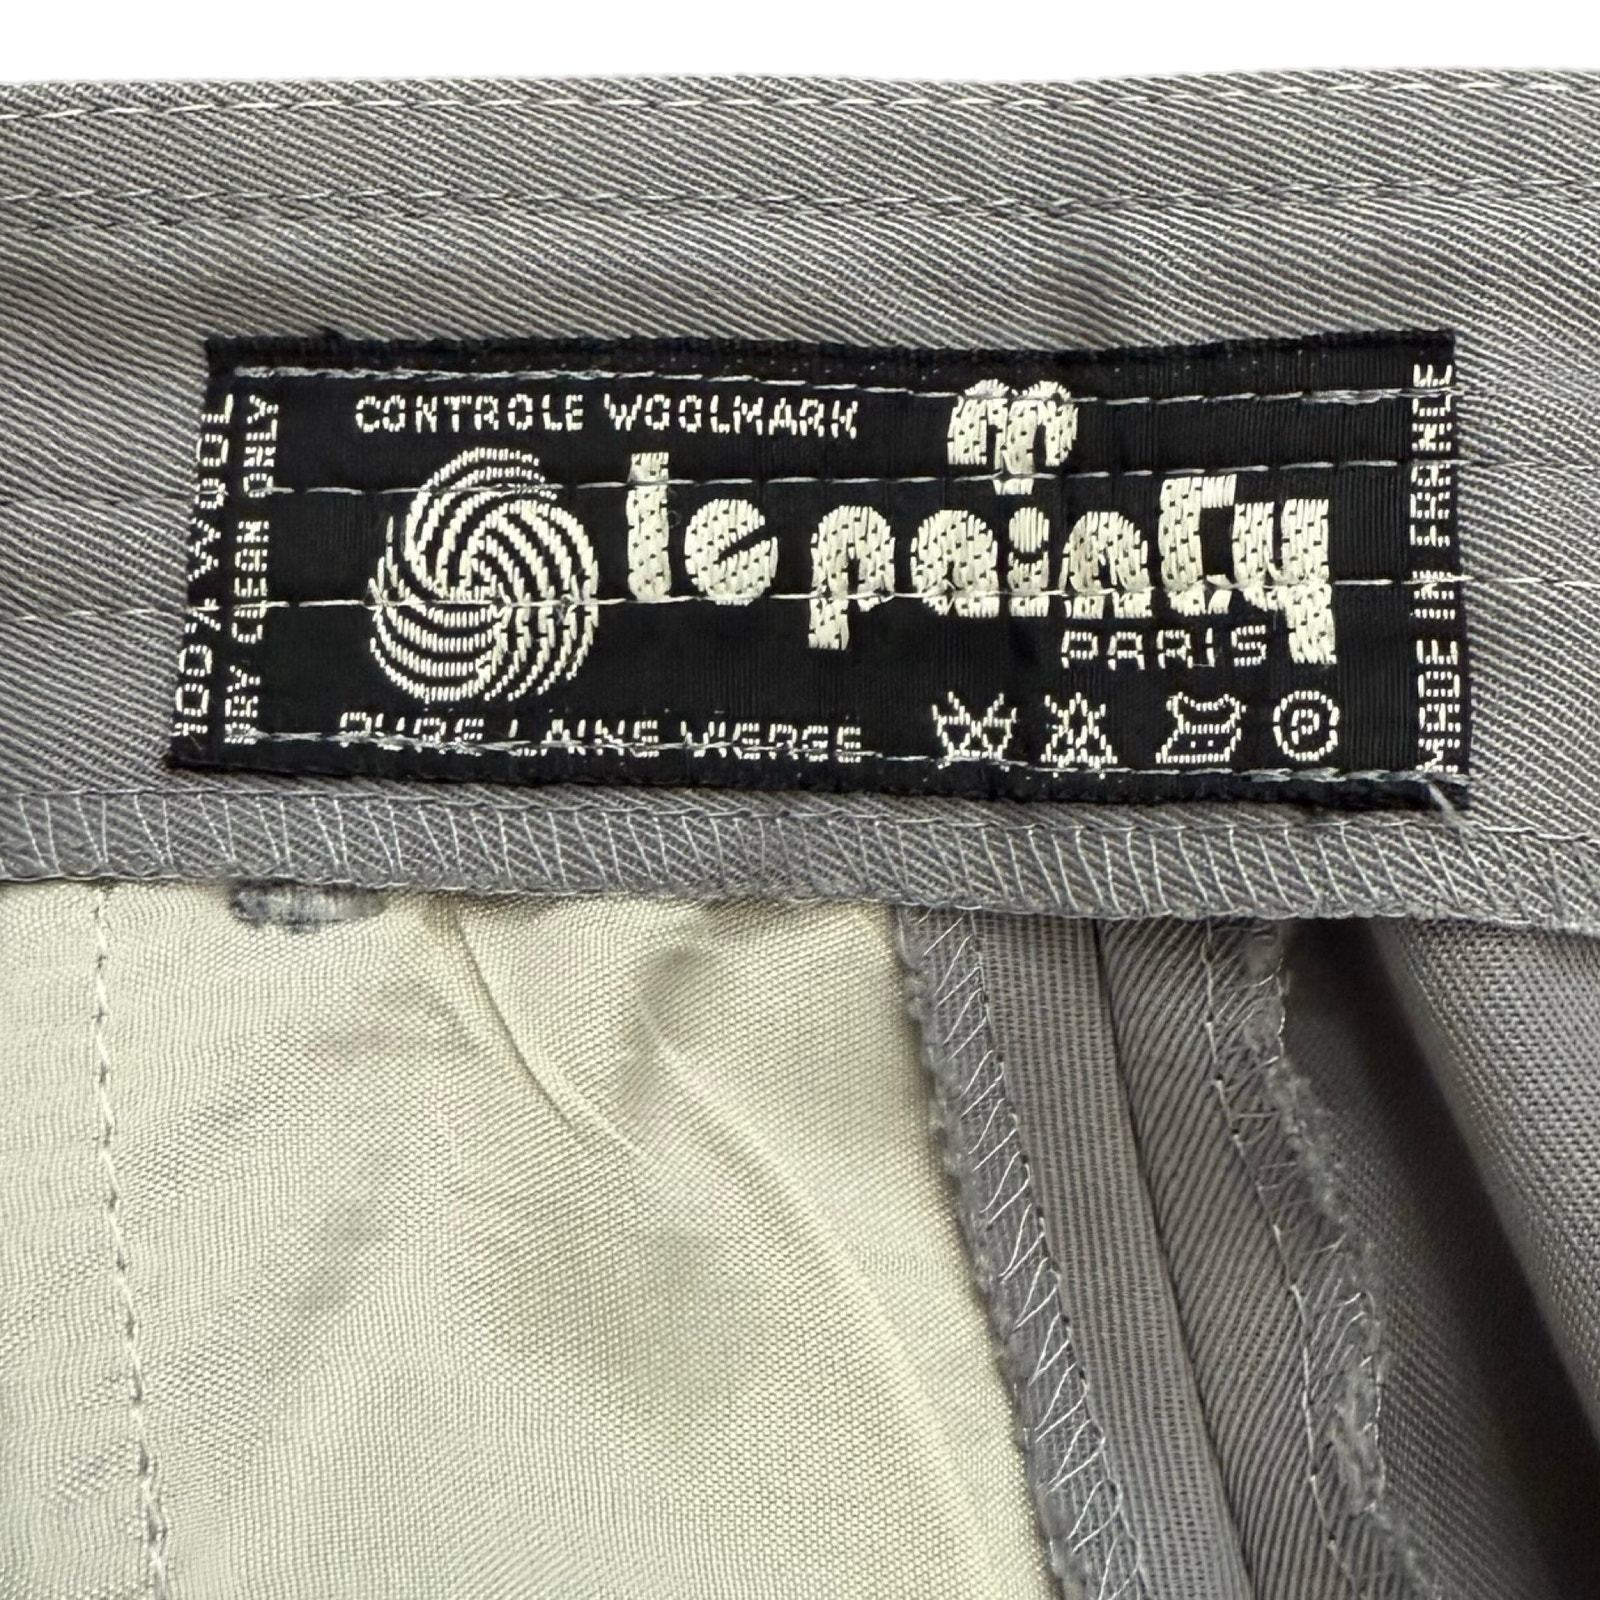 100% WOOL
DRY CLEAN ONLY
CONTROLE WOOLMARK
le painty
PARIS
PURE LAINE VIERGE
P
MADE IN FRANCE